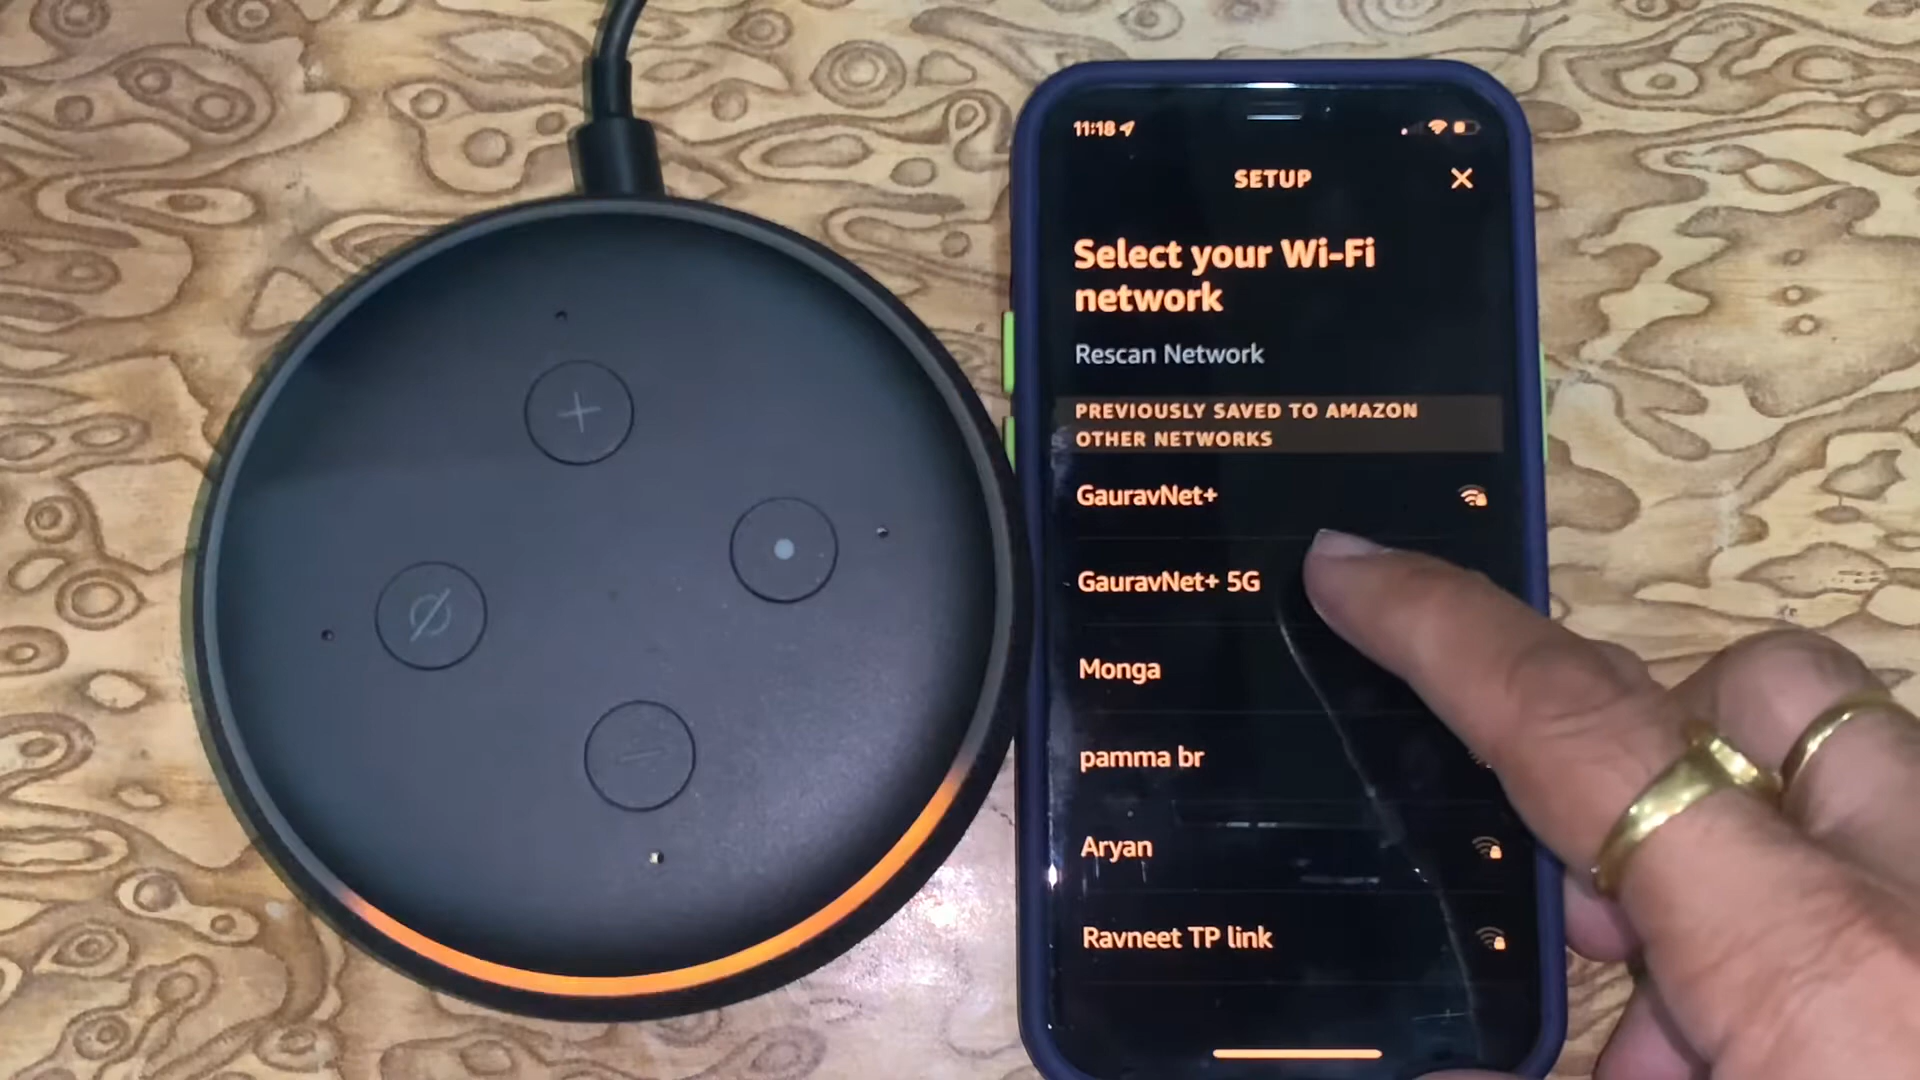 11:18
SETUP
Select your Wi-Fi
network
Rescan Network
PREVIOUSLY SAVED TO AMAZON
OTHER NETWORKS
GauravNet+
GauravNet+ 5G
Monga
pamma br
Aryan
Ravneet TP link